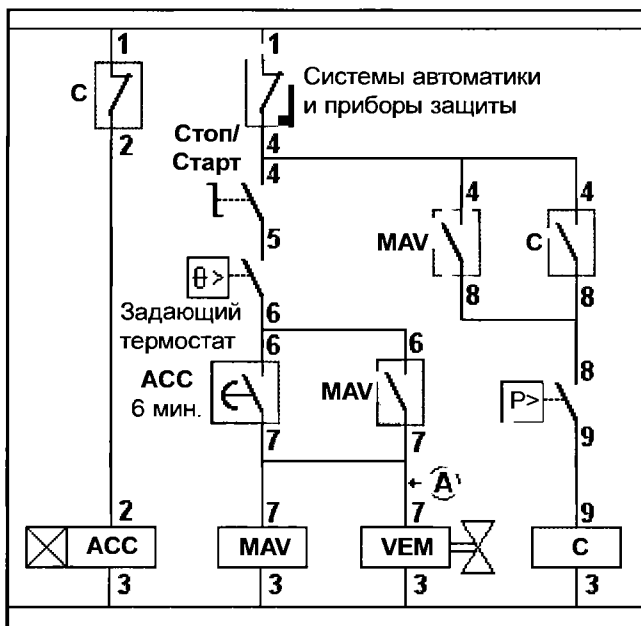 1 1
C
Системы автоматики
и приборы защиты
2
Стоп/
Старт
4
4 4 4
MAV C
5
8 8
θ>
Задающий
термостат
6
6 6
8
ACC
6 мин.
MAV
P>
7 7
9
A
2 7 7 9
ACC MAV VEM C
3 3 3 3